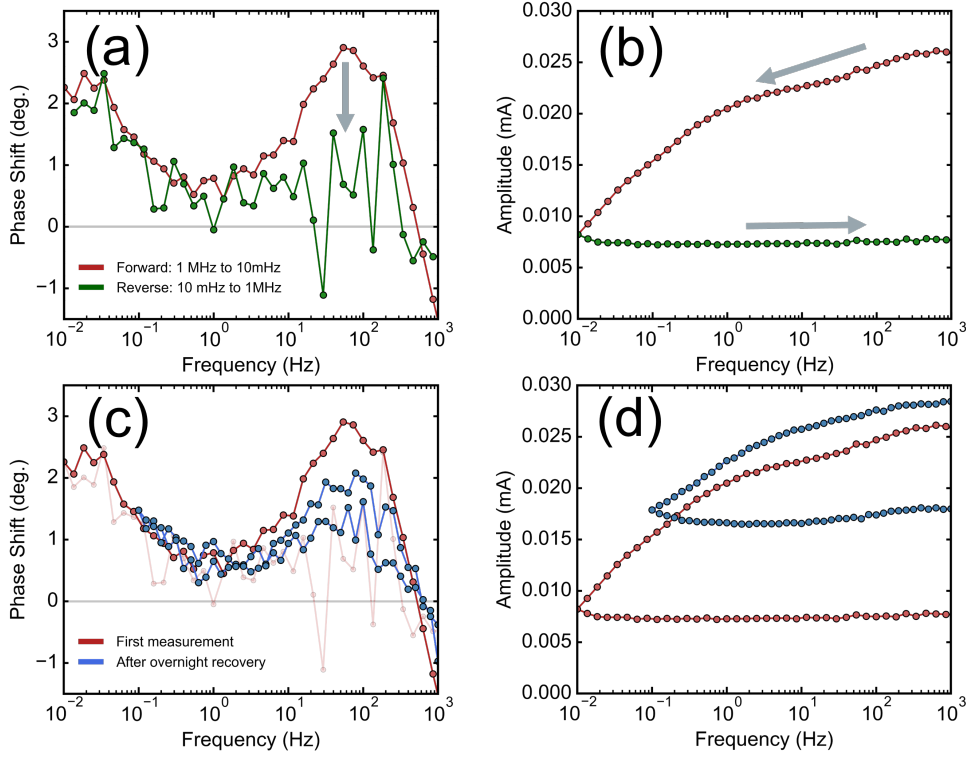 (a)
3
2
1
0
−1
Phase Shift (deg.)
Forward: 1 MHz to 10mHz
Reverse: 10 mHz to 1MHz
10⁻² 10⁻¹ 10⁰ 10¹ 10² 10³
Frequency (Hz)
(b)
0.030
0.025
0.020
0.015
0.010
0.005
0.000
Amplitude (mA)
10⁻² 10⁻¹ 10⁰ 10¹ 10² 10³
Frequency (Hz)
(c)
3
2
1
0
−1
Phase Shift (deg.)
First measurement
After overnight recovery
10⁻² 10⁻¹ 10⁰ 10¹ 10² 10³
Frequency (Hz)
(d)
0.030
0.025
0.020
0.015
0.010
0.005
0.000
Amplitude (mA)
10⁻² 10⁻¹ 10⁰ 10¹ 10² 10³
Frequency (Hz)